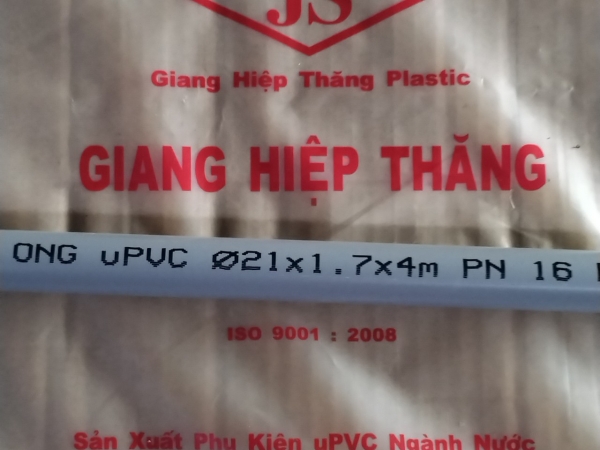 JS
Giang Hiệp Thăng Plastic
GIANG HIỆP THĂNG
ONG uPVC Ø21x1.7x4m PN 16
ISO 9001 : 2008
Sản Xuất Phụ Kiện uPVC Ngành Nước